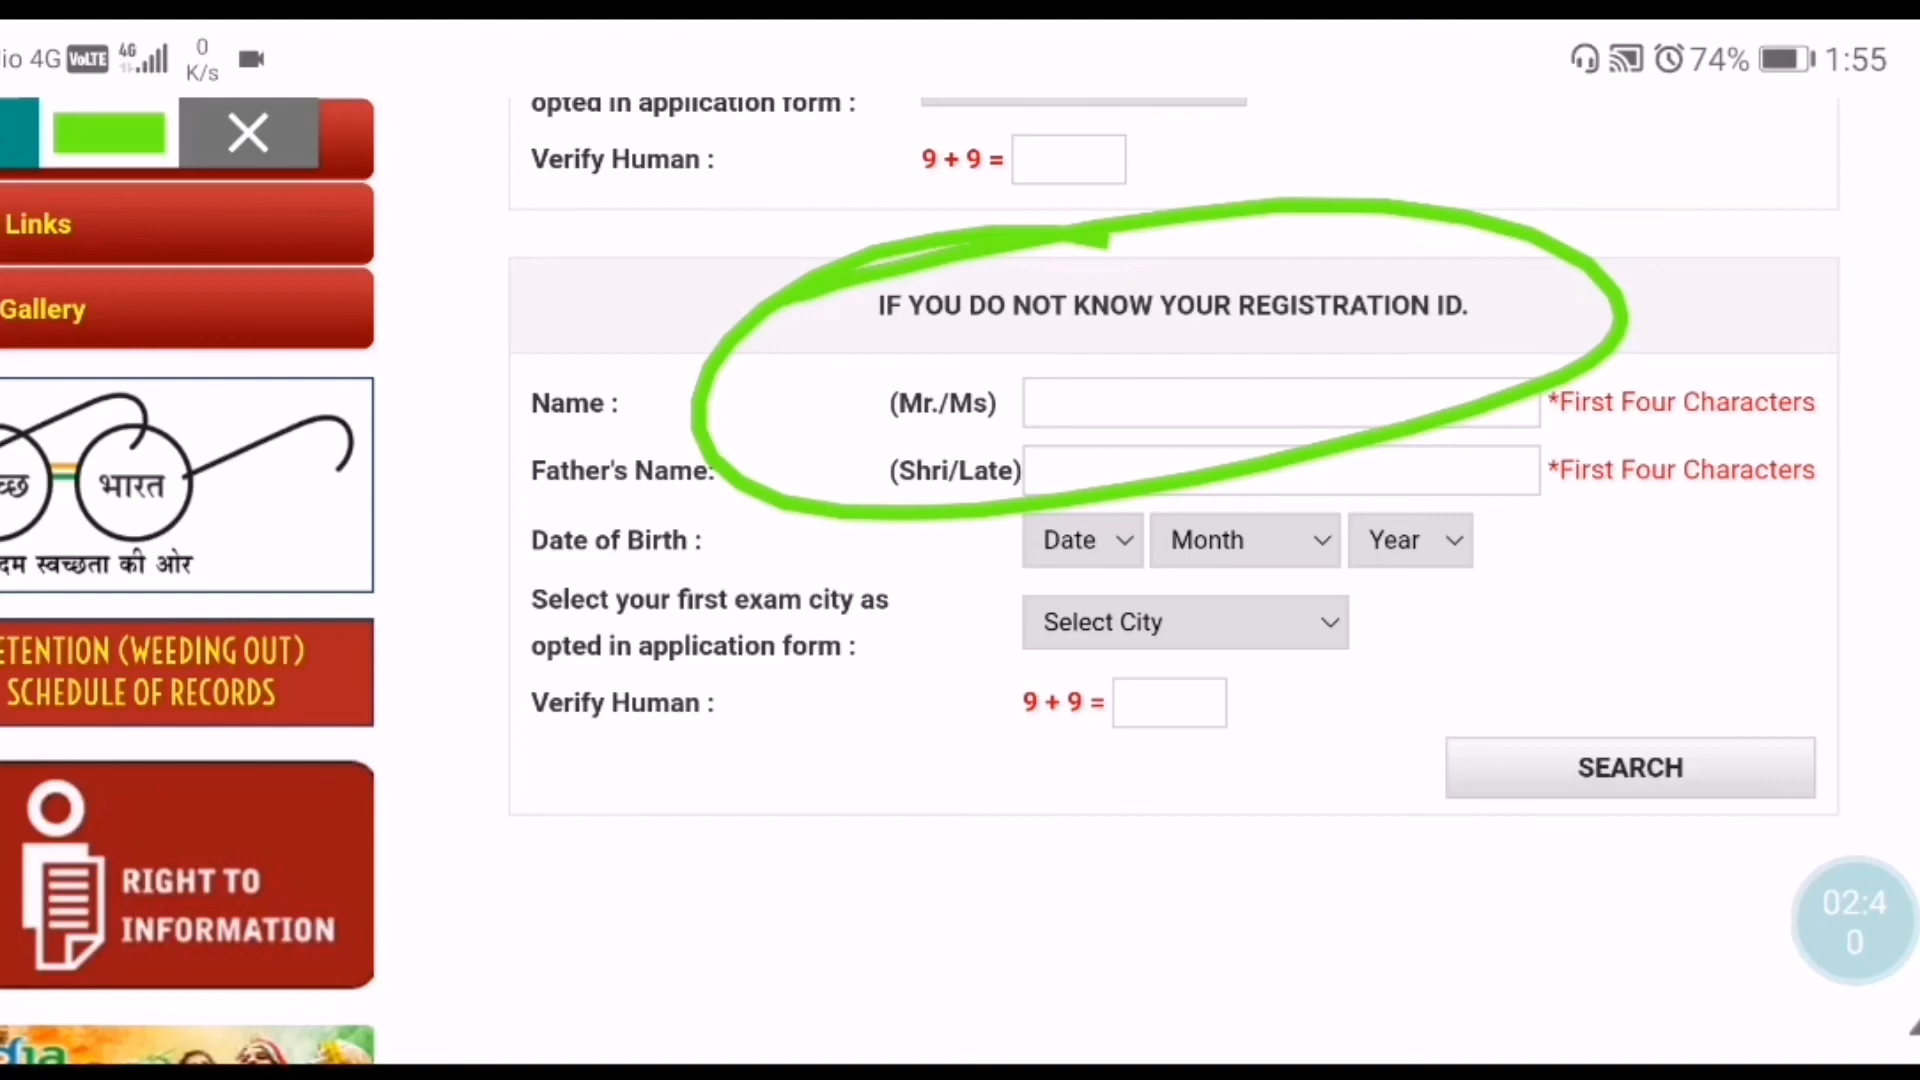 io 4G VoLTE 4G 0 K/s 74% 1:55
opted in application form :
Verify Human : 9 + 9 =
Links
Gallery
IF YOU DO NOT KNOW YOUR REGISTRATION ID.
Name : (Mr./Ms) *First Four Characters
Father's Name: (Shri/Late) *First Four Characters
Date of Birth : Date Month Year
Select your first exam city as
opted in application form : Select City
Verify Human : 9 + 9 =
SEARCH
च्छ भारत
दम स्वच्छता की ओर
ETENTION (WEEDING OUT)
SCHEDULE OF RECORDS
RIGHT TO
INFORMATION
02:4
0
dia